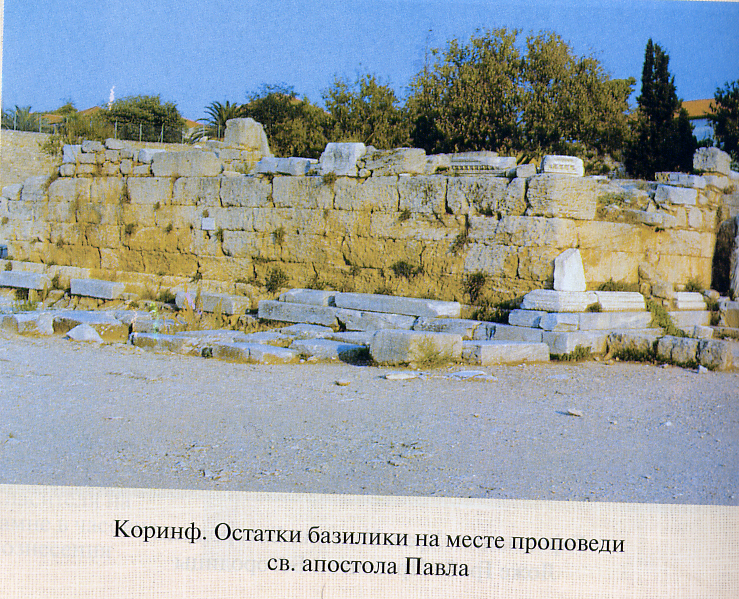 Коринф. Остатки базилики на месте проповеди
св. апостола Павла